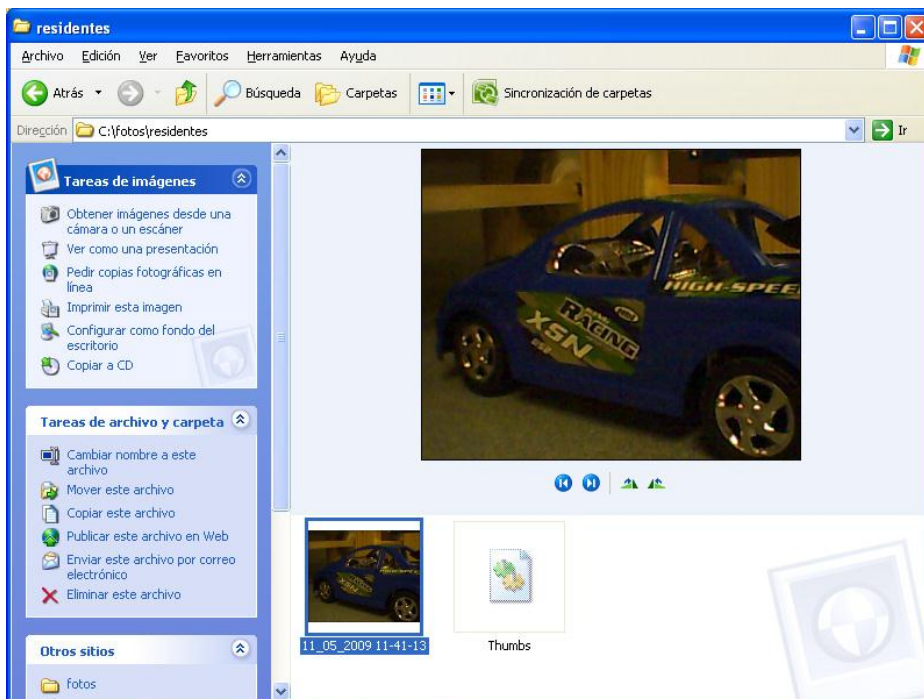 residentes
Archivo Edición Ver Favoritos Herramientas Ayuda
Atrás Búsqueda Carpetas Sincronización de carpetas
Dirección C:\fotos\residentes Ir
Tareas de imágenes
Obtener imágenes desde una
cámara o un escáner
Ver como una presentación
Pedir copias fotográficas en
línea
Imprimir esta imagen
Configurar como fondo del
escritorio
Copiar a CD
Tareas de archivo y carpeta
Cambiar nombre a este
archivo
Mover este archivo
Copiar este archivo
Publicar este archivo en Web
Enviar este archivo por correo
electrónico
Eliminar este archivo
Otros sitios
fotos
HIGH-SPEE
RACING
XSN
11_05_2009 11-41-13
Thumbs